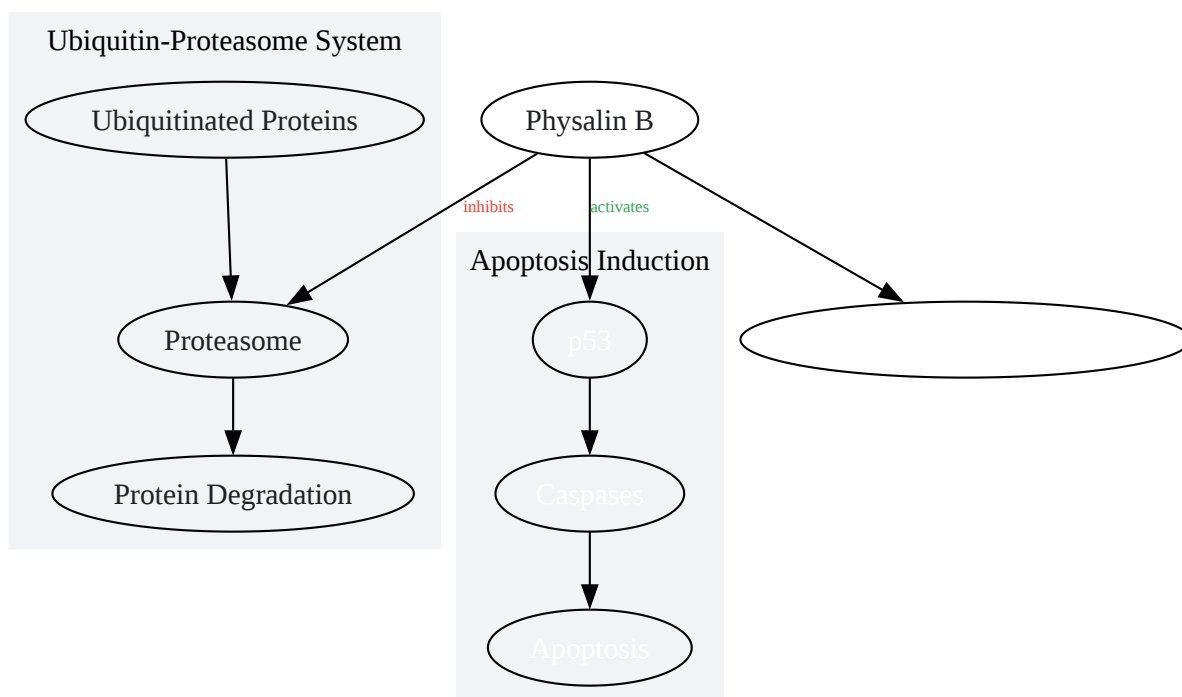 Ubiquitin-Proteasome System
Ubiquitinated Proteins
Physalin B
inhibits
activates
Apoptosis Induction
Proteasome
p53
Protein Degradation
Caspases
Apoptosis